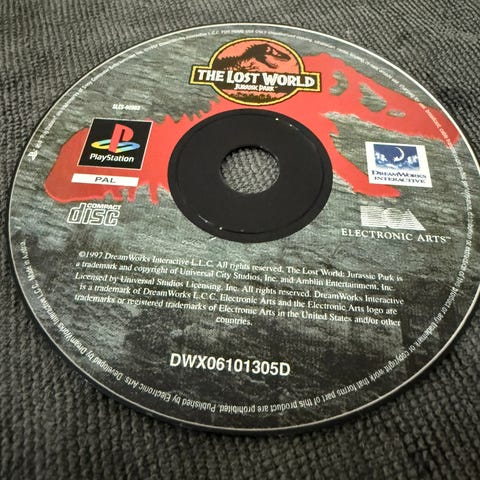 THE LOST WORLD
JURASSIC PARK
PlayStation
PAL
DREAMWORKS
INTERACTIVE
COMPACT
disc
ELECTRONIC ARTS™
©1997 DreamWorks Interactive L.L.C. All rights reserved. The Lost World: Jurassic Park is
a trademark and copyright of Universal City Studios, Inc. and Amblin Entertainment, Inc.
Licensed by Universal Studios Licensing, Inc. All rights reserved. DreamWorks Interactive
is a trademark of DreamWorks L.C.C. Electronic Arts and the Electronic Arts logo are
trademarks or registered trademarks of Electronic Arts in the United States and/or other
countries.
DWX06101305D